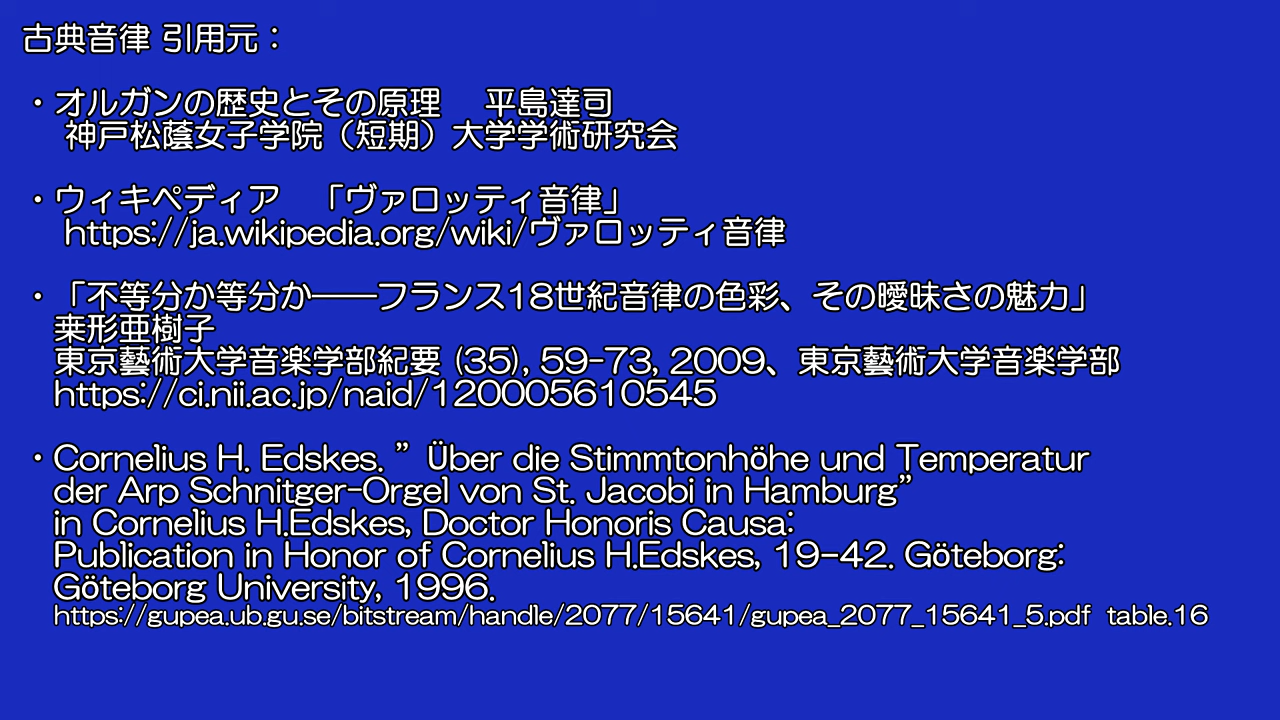 古典音律 引用元：
・オルガンの歴史とその原理　平島達司
神戸松蔭女子学院（短期）大学学術研究会
・ウィキペディア　「ヴァロッティ音律」
https://ja.wikipedia.org/wiki/ヴァロッティ音律
・「不等分か等分か——フランス18世紀音律の色彩、その曖昧さの魅力」
桒形亜樹子
東京藝術大学音楽学部紀要 (35), 59-73, 2009、東京藝術大学音楽学部
https://ci.nii.ac.jp/naid/120005610545
・Cornelius H. Edskes. ” Über die Stimmtonhöhe und Temperatur
der Arp Schnitger-Orgel von St. Jacobi in Hamburg”
in Cornelius H.Edskes, Doctor Honoris Causa:
Publication in Honor of Cornelius H.Edskes, 19-42. Göteborg:
Göteborg University, 1996.
https://gupea.ub.gu.se/bitstream/handle/2077/15641/gupea_2077_15641_5.pdf table.16